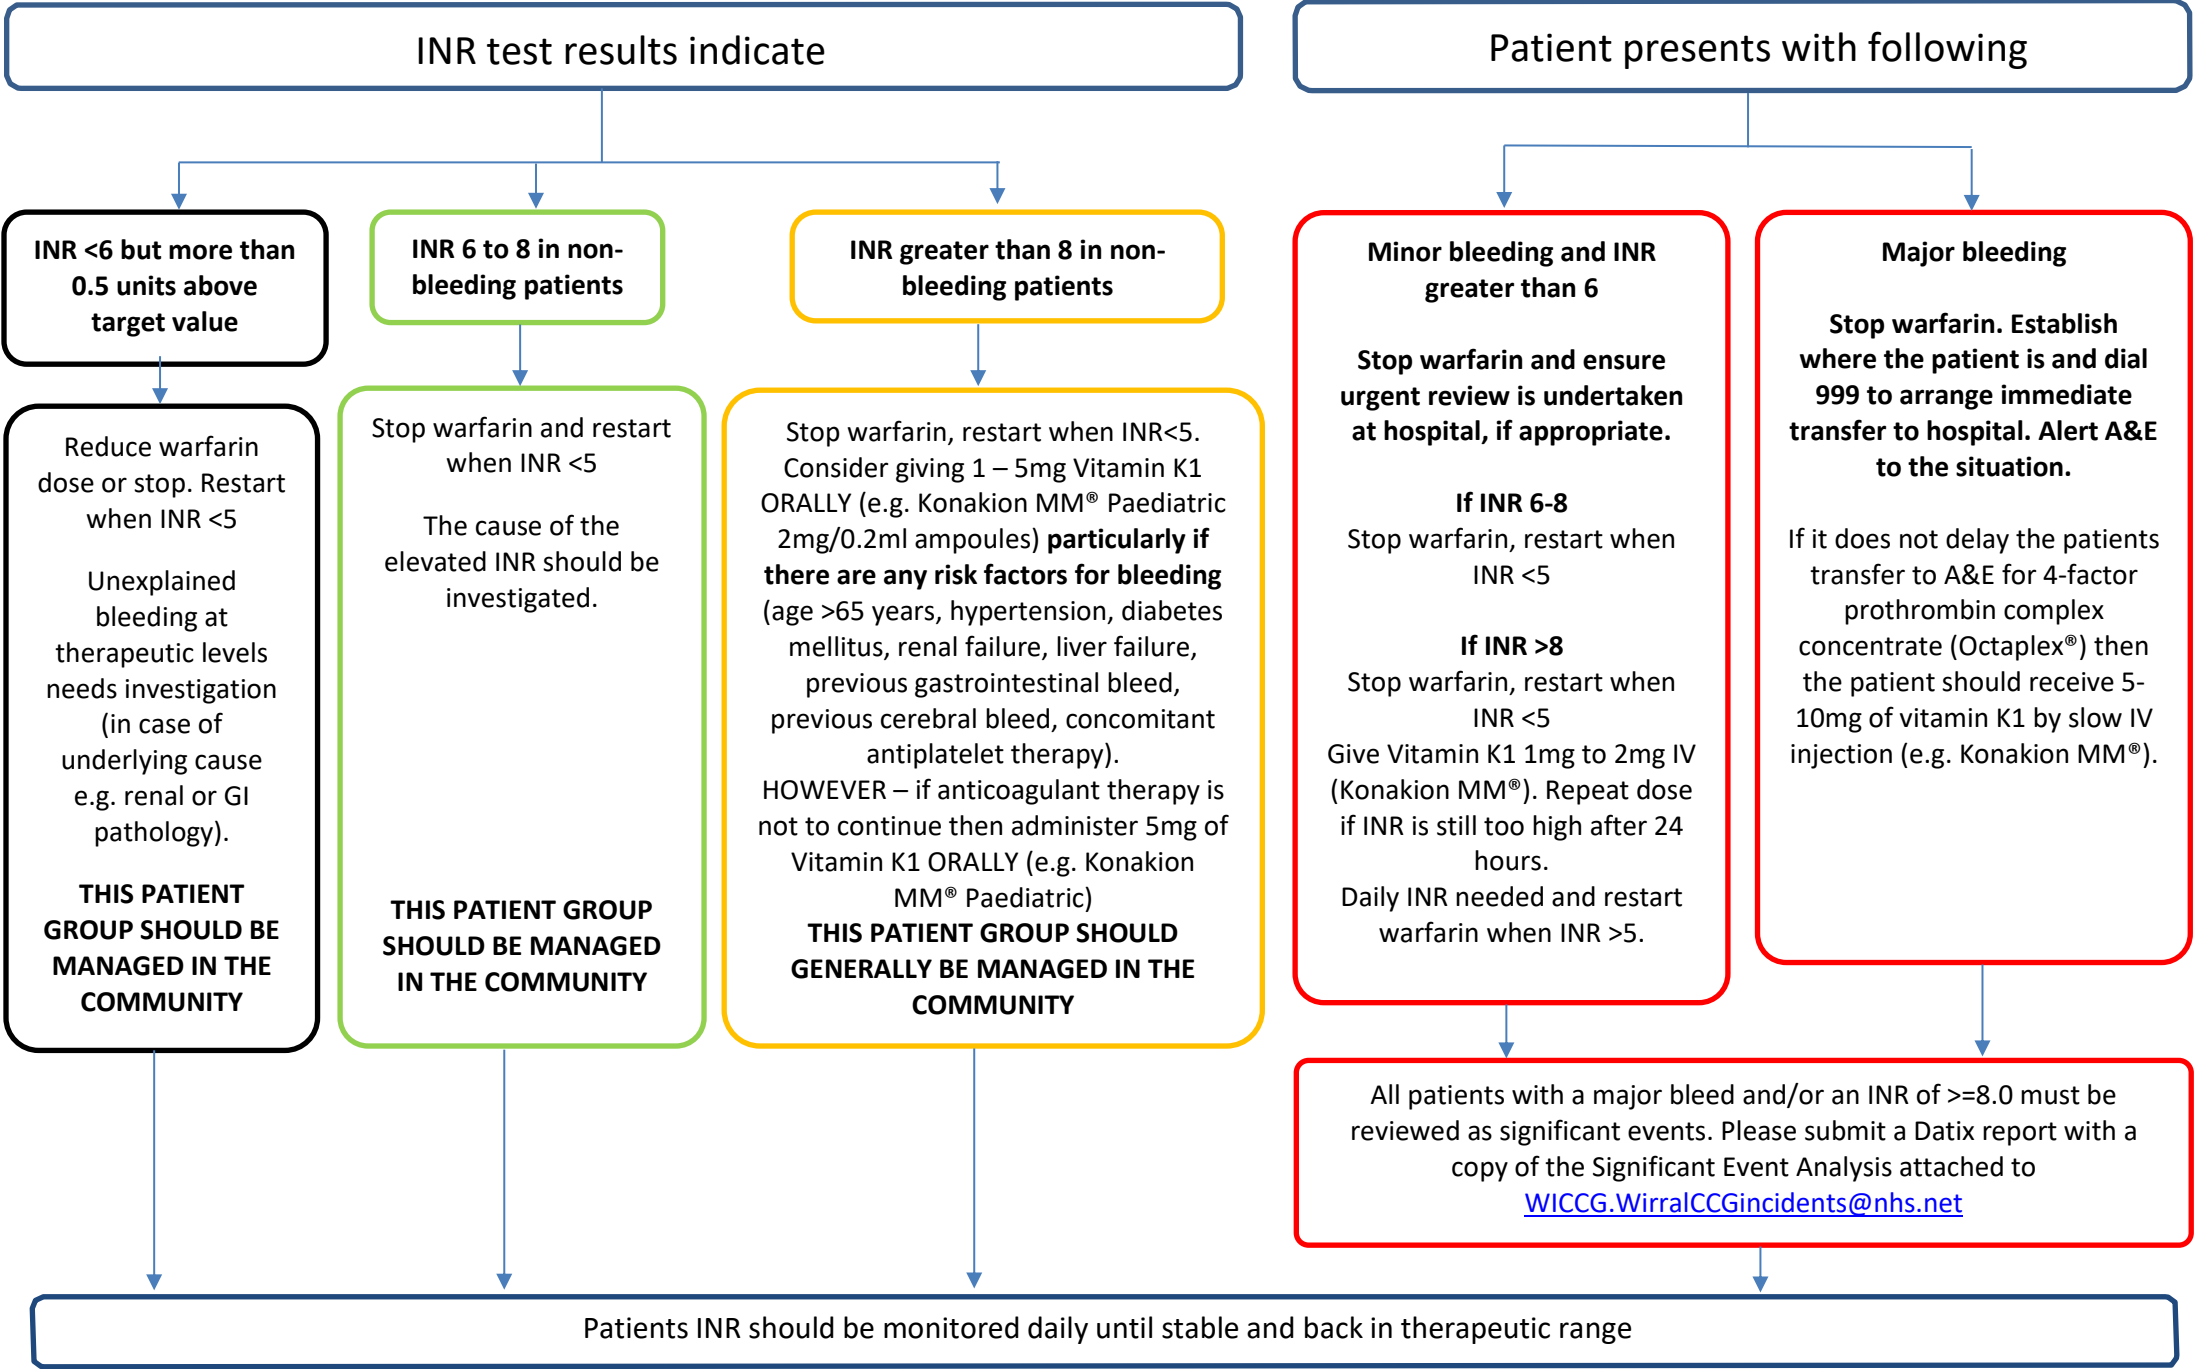 INR test results indicate
Patient presents with following
INR <6 but more than
0.5 units above
target value
INR 6 to 8 in non-
bleeding patients
INR greater than 8 in non-
bleeding patients
Reduce warfarin
dose or stop. Restart
when INR <5
Unexplained
bleeding at
therapeutic levels
needs investigation
(in case of
underlying cause
e.g. renal or GI
pathology).
THIS PATIENT
GROUP SHOULD BE
MANAGED IN THE
COMMUNITY
Stop warfarin and restart
when INR <5
The cause of the
elevated INR should be
investigated.
THIS PATIENT GROUP
SHOULD BE MANAGED
IN THE COMMUNITY
Stop warfarin, restart when INR<5.
Consider giving 1 – 5mg Vitamin K1
ORALLY (e.g. Konakion MM® Paediatric
2mg/0.2ml ampoules) particularly if
there are any risk factors for bleeding
(age >65 years, hypertension, diabetes
mellitus, renal failure, liver failure,
previous gastrointestinal bleed,
previous cerebral bleed, concomitant
antiplatelet therapy).
HOWEVER – if anticoagulant therapy is
not to continue then administer 5mg of
Vitamin K1 ORALLY (e.g. Konakion
MM® Paediatric)
THIS PATIENT GROUP SHOULD
GENERALLY BE MANAGED IN THE
COMMUNITY
Minor bleeding and INR
greater than 6
Stop warfarin and ensure
urgent review is undertaken
at hospital, if appropriate.
If INR 6-8
Stop warfarin, restart when
INR <5
If INR >8
Stop warfarin, restart when
INR <5
Give Vitamin K1 1mg to 2mg IV
(Konakion MM®). Repeat dose
if INR is still too high after 24
hours.
Daily INR needed and restart
warfarin when INR >5.
Major bleeding
Stop warfarin. Establish
where the patient is and dial
999 to arrange immediate
transfer to hospital. Alert A&E
to the situation.
If it does not delay the patients
transfer to A&E for 4-factor
prothrombin complex
concentrate (Octaplex®) then
the patient should receive 5-
10mg of vitamin K1 by slow IV
injection (e.g. Konakion MM®).
All patients with a major bleed and/or an INR of >=8.0 must be
reviewed as significant events. Please submit a Datix report with a
copy of the Significant Event Analysis attached to
WICCG.WirralCCGincidents@nhs.net
Patients INR should be monitored daily until stable and back in therapeutic range